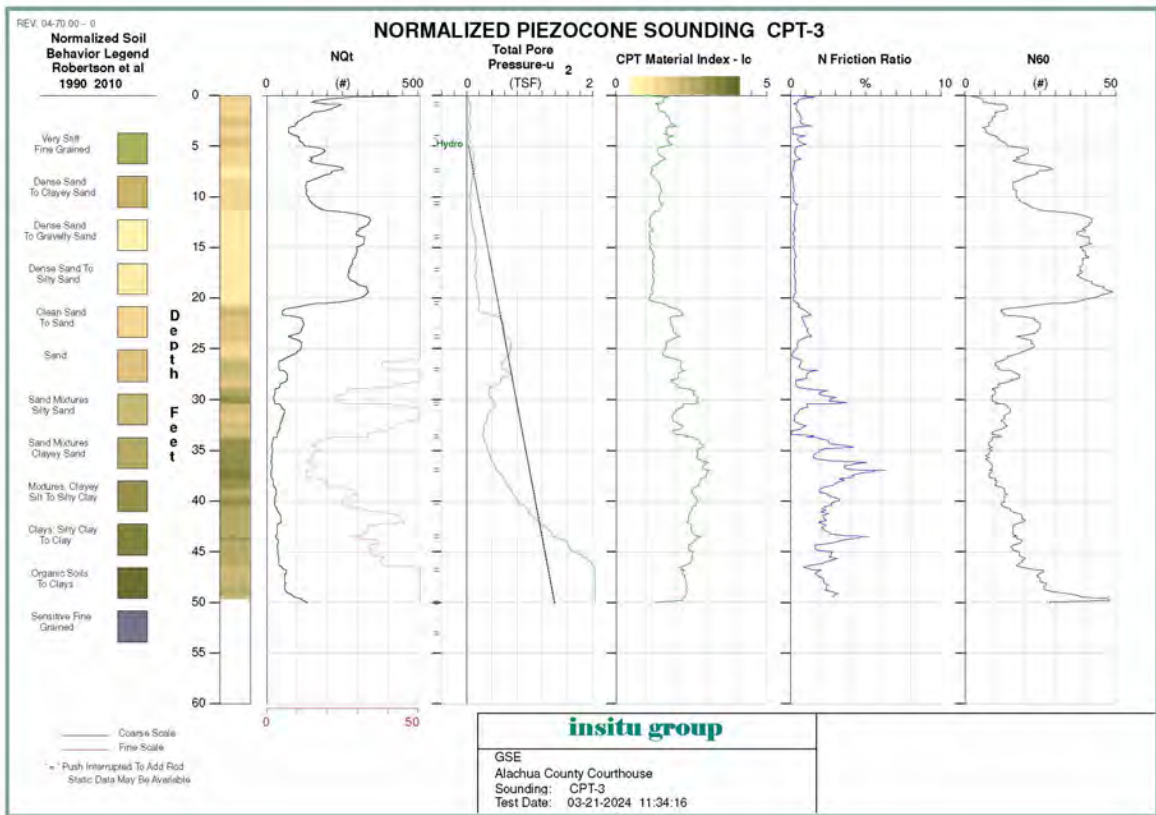 REV: 04-70.00 - 0
NORMALIZED PIEZOCONE SOUNDING CPT-3
Normalized Soil
Behavior Legend
Robertson et al
1990 2010
NQt
(#)
0 500
Total Pore
Pressure-u 2
(TSF)
0 2
CPT Material Index - Ic
0 5
N Friction Ratio
%
0 10
N60
(#)
0 50
Hydro
Very Stiff
Fine Grained
Dense Sand
To Clayey Sand
Dense Sand
To Gravelly Sand
Dense Sand To
Silty Sand
Clean Sand
To Sand
Sand
Sand Mixtures
Silty Sand
Sand Mixtures
Clayey Sand
Mixtures, Clayey
Silt To Silty Clay
Clays: Silty Clay
To Clay
Organic Soils
To Clays
Sensitive Fine
Grained
Depth Feet
0
5
10
15
20
25
30
35
40
45
50
55
60
0 50
Coarse Scale
Fine Scale
" = " Push Interrupted To Add Rod
Static Data May Be Available
insitu group
GSE
Alachua County Courthouse
Sounding: CPT-3
Test Date: 03-21-2024 11:34:16